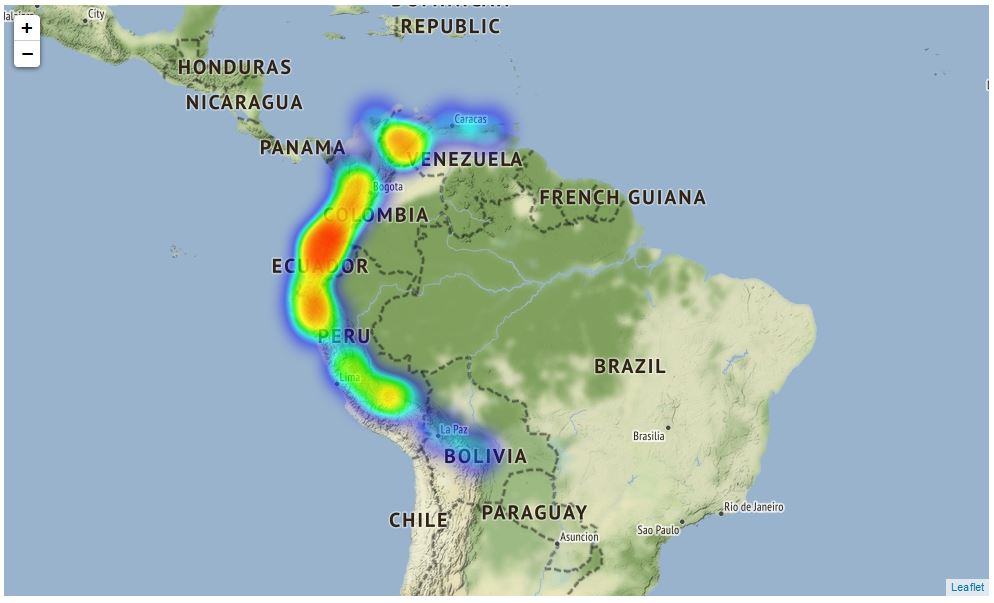 City
REPUBLIC
HONDURAS
NICARAGUA
PANAMA
Caracas
VENEZUELA
Bogota
COLOMBIA
FRENCH GUIANA
ECUADOR
PERU
Lima
BRAZIL
La Paz
Brasilia
BOLIVIA
CHILE
PARAGUAY
Rio de Janeiro
Sao Paulo
Asuncion
+
−
Leaflet